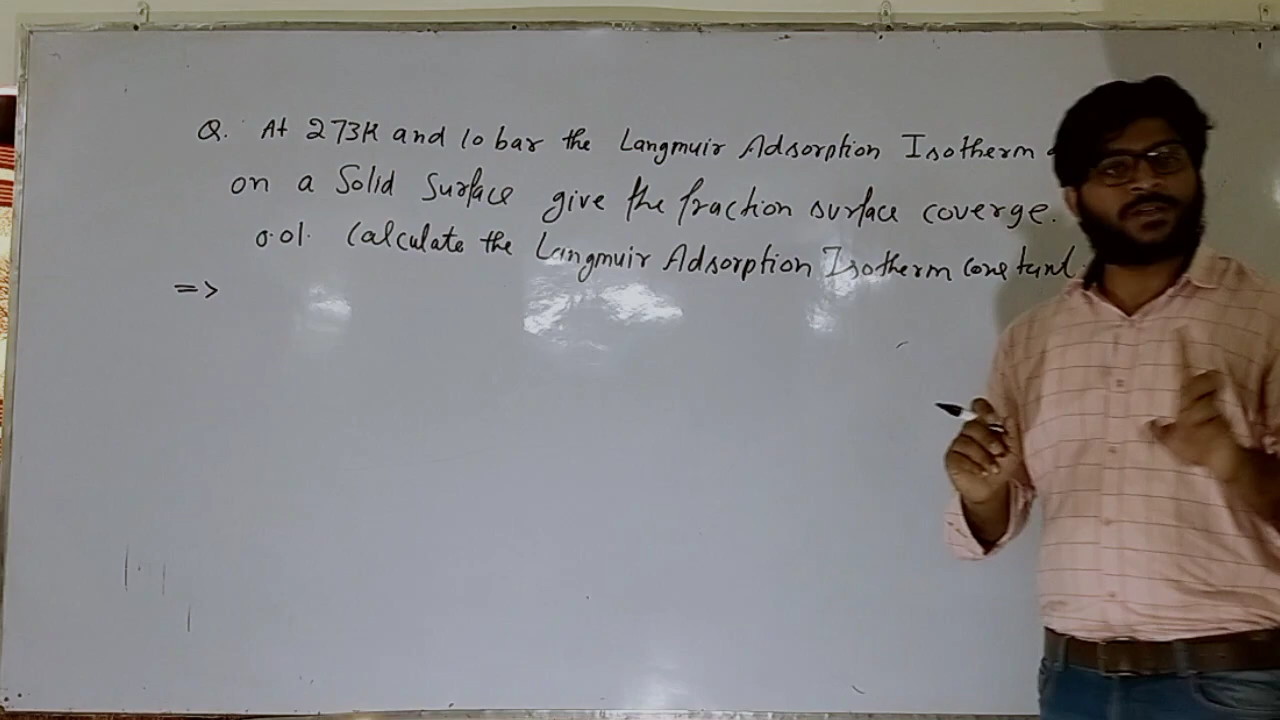 Q. At 273K and 10 bar the Langmuir Adsorption Isotherm
on a Solid Surface give the fraction surface coverge.
0.01. Calculate the Langmuir Adsorption Isotherm constant.
=>